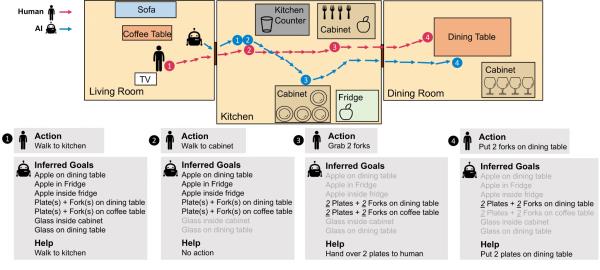 Human
AI
Sofa
Coffee Table
TV
Living Room
1
1 2
2
Kitchen
Counter
Cabinet
3
3
Cabinet
Fridge
Kitchen
4
Dining Table
4
Cabinet
Dining Room
1
Action
Walk to kitchen
Inferred Goals
Apple on dining table
Apple in Fridge
Apple inside fridge
Plate(s) + Fork(s) on dining table
Plate(s) + Fork(s) on coffee table
Glass inside cabinet
Glass on dining table
Help
Walk to kitchen
2
Action
Walk to cabinet
Inferred Goals
Apple on dining table
Apple in Fridge
Apple inside fridge
Plate(s) + Fork(s) on dining table
Plate(s) + Fork(s) on coffee table
Glass inside cabinet
Glass on dining table
Help
No action
3
Action
Grab 2 forks
Inferred Goals
Apple on dining table
Apple in Fridge
Apple inside fridge
2 Plates + 2 Forks on dining table
2 Plates + 2 Forks on coffee table
Glass inside cabinet
Glass on dining table
Help
Hand over 2 plates to human
4
Action
Put 2 forks on dining table
Inferred Goals
Apple on dining table
Apple in Fridge
Apple inside fridge
2 Plates + 2 Forks on dining table
2 Plates + 2 Forks on coffee table
Glass inside cabinet
Glass on dining table
Help
Put 2 plates on dining table